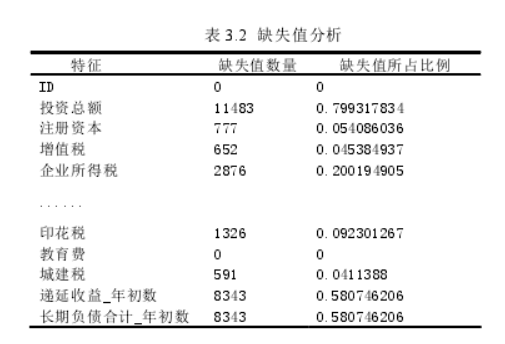 表 3.2 缺失值分析
特征 缺失值数量 缺失值所占比例
ID 0 0
投资总额 11483 0.799317834
注册资本 777 0.054086036
增值税 652 0.045384937
企业所得税 2876 0.200194905
......
印花税 1326 0.092301267
教育费 0 0
城建税 591 0.0411388
递延收益_年初数 8343 0.580746206
长期负债合计_年初数 8343 0.580746206